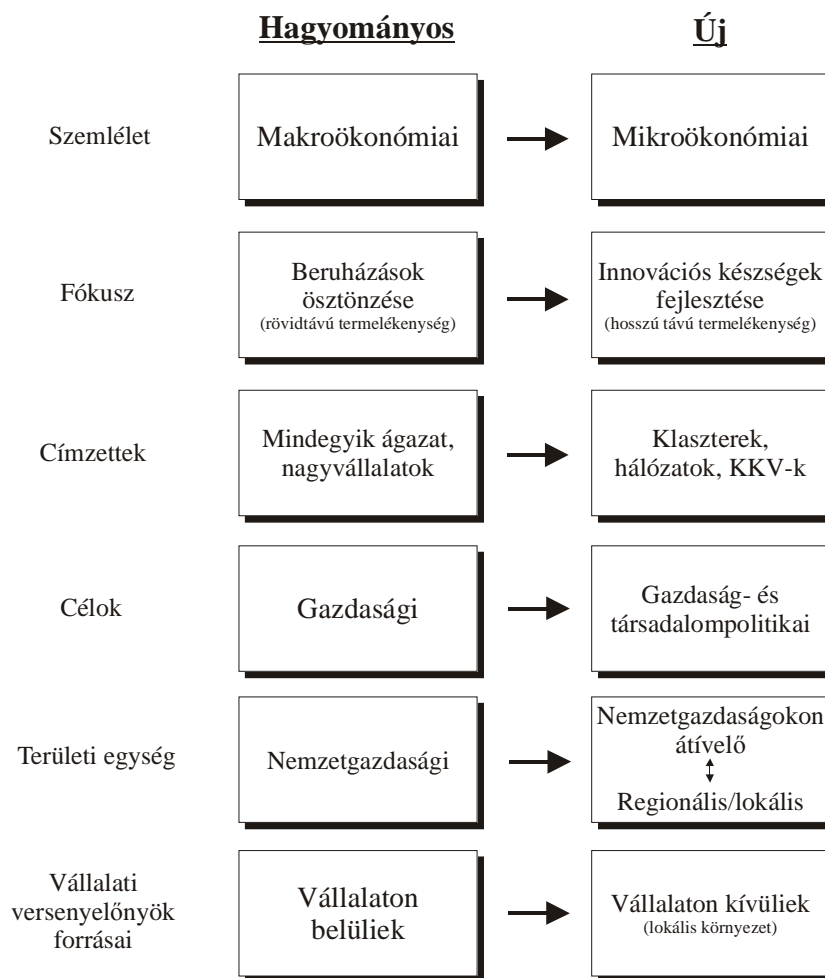 Hagyományos
Új
Szemlélet
Makroökonómiai
Mikroökonómiai
Fókusz
Beruházások
ösztönzése
(rövidtávú termelékenység)
Innovációs készségek
fejlesztése
(hosszú távú termelékenység)
Címzettek
Mindegyik ágazat,
nagyvállalatok
Klaszterek,
hálózatok, KKV-k
Célok
Gazdasági
Gazdaság- és
társadalompolitikai
Területi egység
Nemzetgazdasági
Nemzetgazdaságokon
átívelő
Regionális/lokális
Vállalati
versenyelőnyök
forrásai
Vállalaton
belüliek
Vállalaton kívüliek
(lokális környezet)